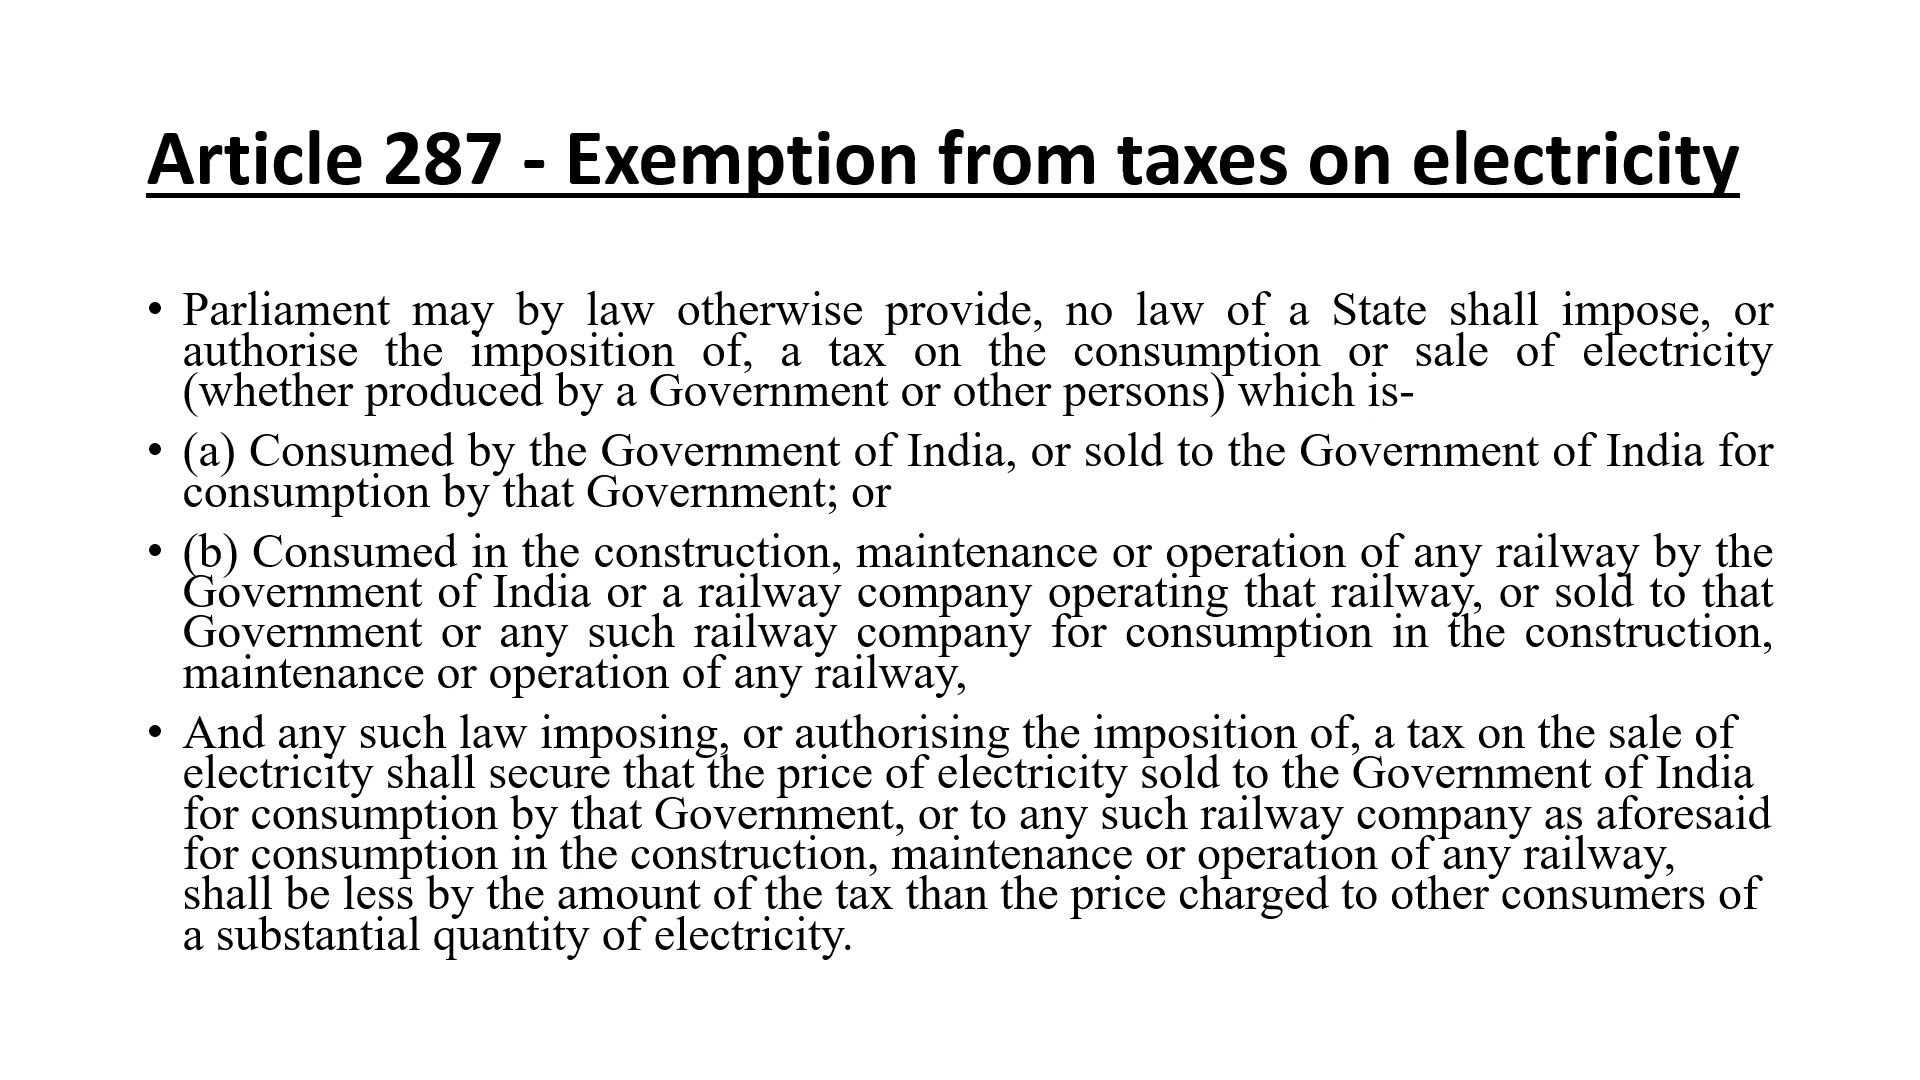 Article 287 - Exemption from taxes on electricity
• Parliament may by law otherwise provide, no law of a State shall impose, or
authorise the imposition of, a tax on the consumption or sale of electricity
(whether produced by a Government or other persons) which is-
• (a) Consumed by the Government of India, or sold to the Government of India for
consumption by that Government; or
• (b) Consumed in the construction, maintenance or operation of any railway by the
Government of India or a railway company operating that railway, or sold to that
Government or any such railway company for consumption in the construction,
maintenance or operation of any railway,
• And any such law imposing, or authorising the imposition of, a tax on the sale of
electricity shall secure that the price of electricity sold to the Government of India
for consumption by that Government, or to any such railway company as aforesaid
for consumption in the construction, maintenance or operation of any railway,
shall be less by the amount of the tax than the price charged to other consumers of
a substantial quantity of electricity.